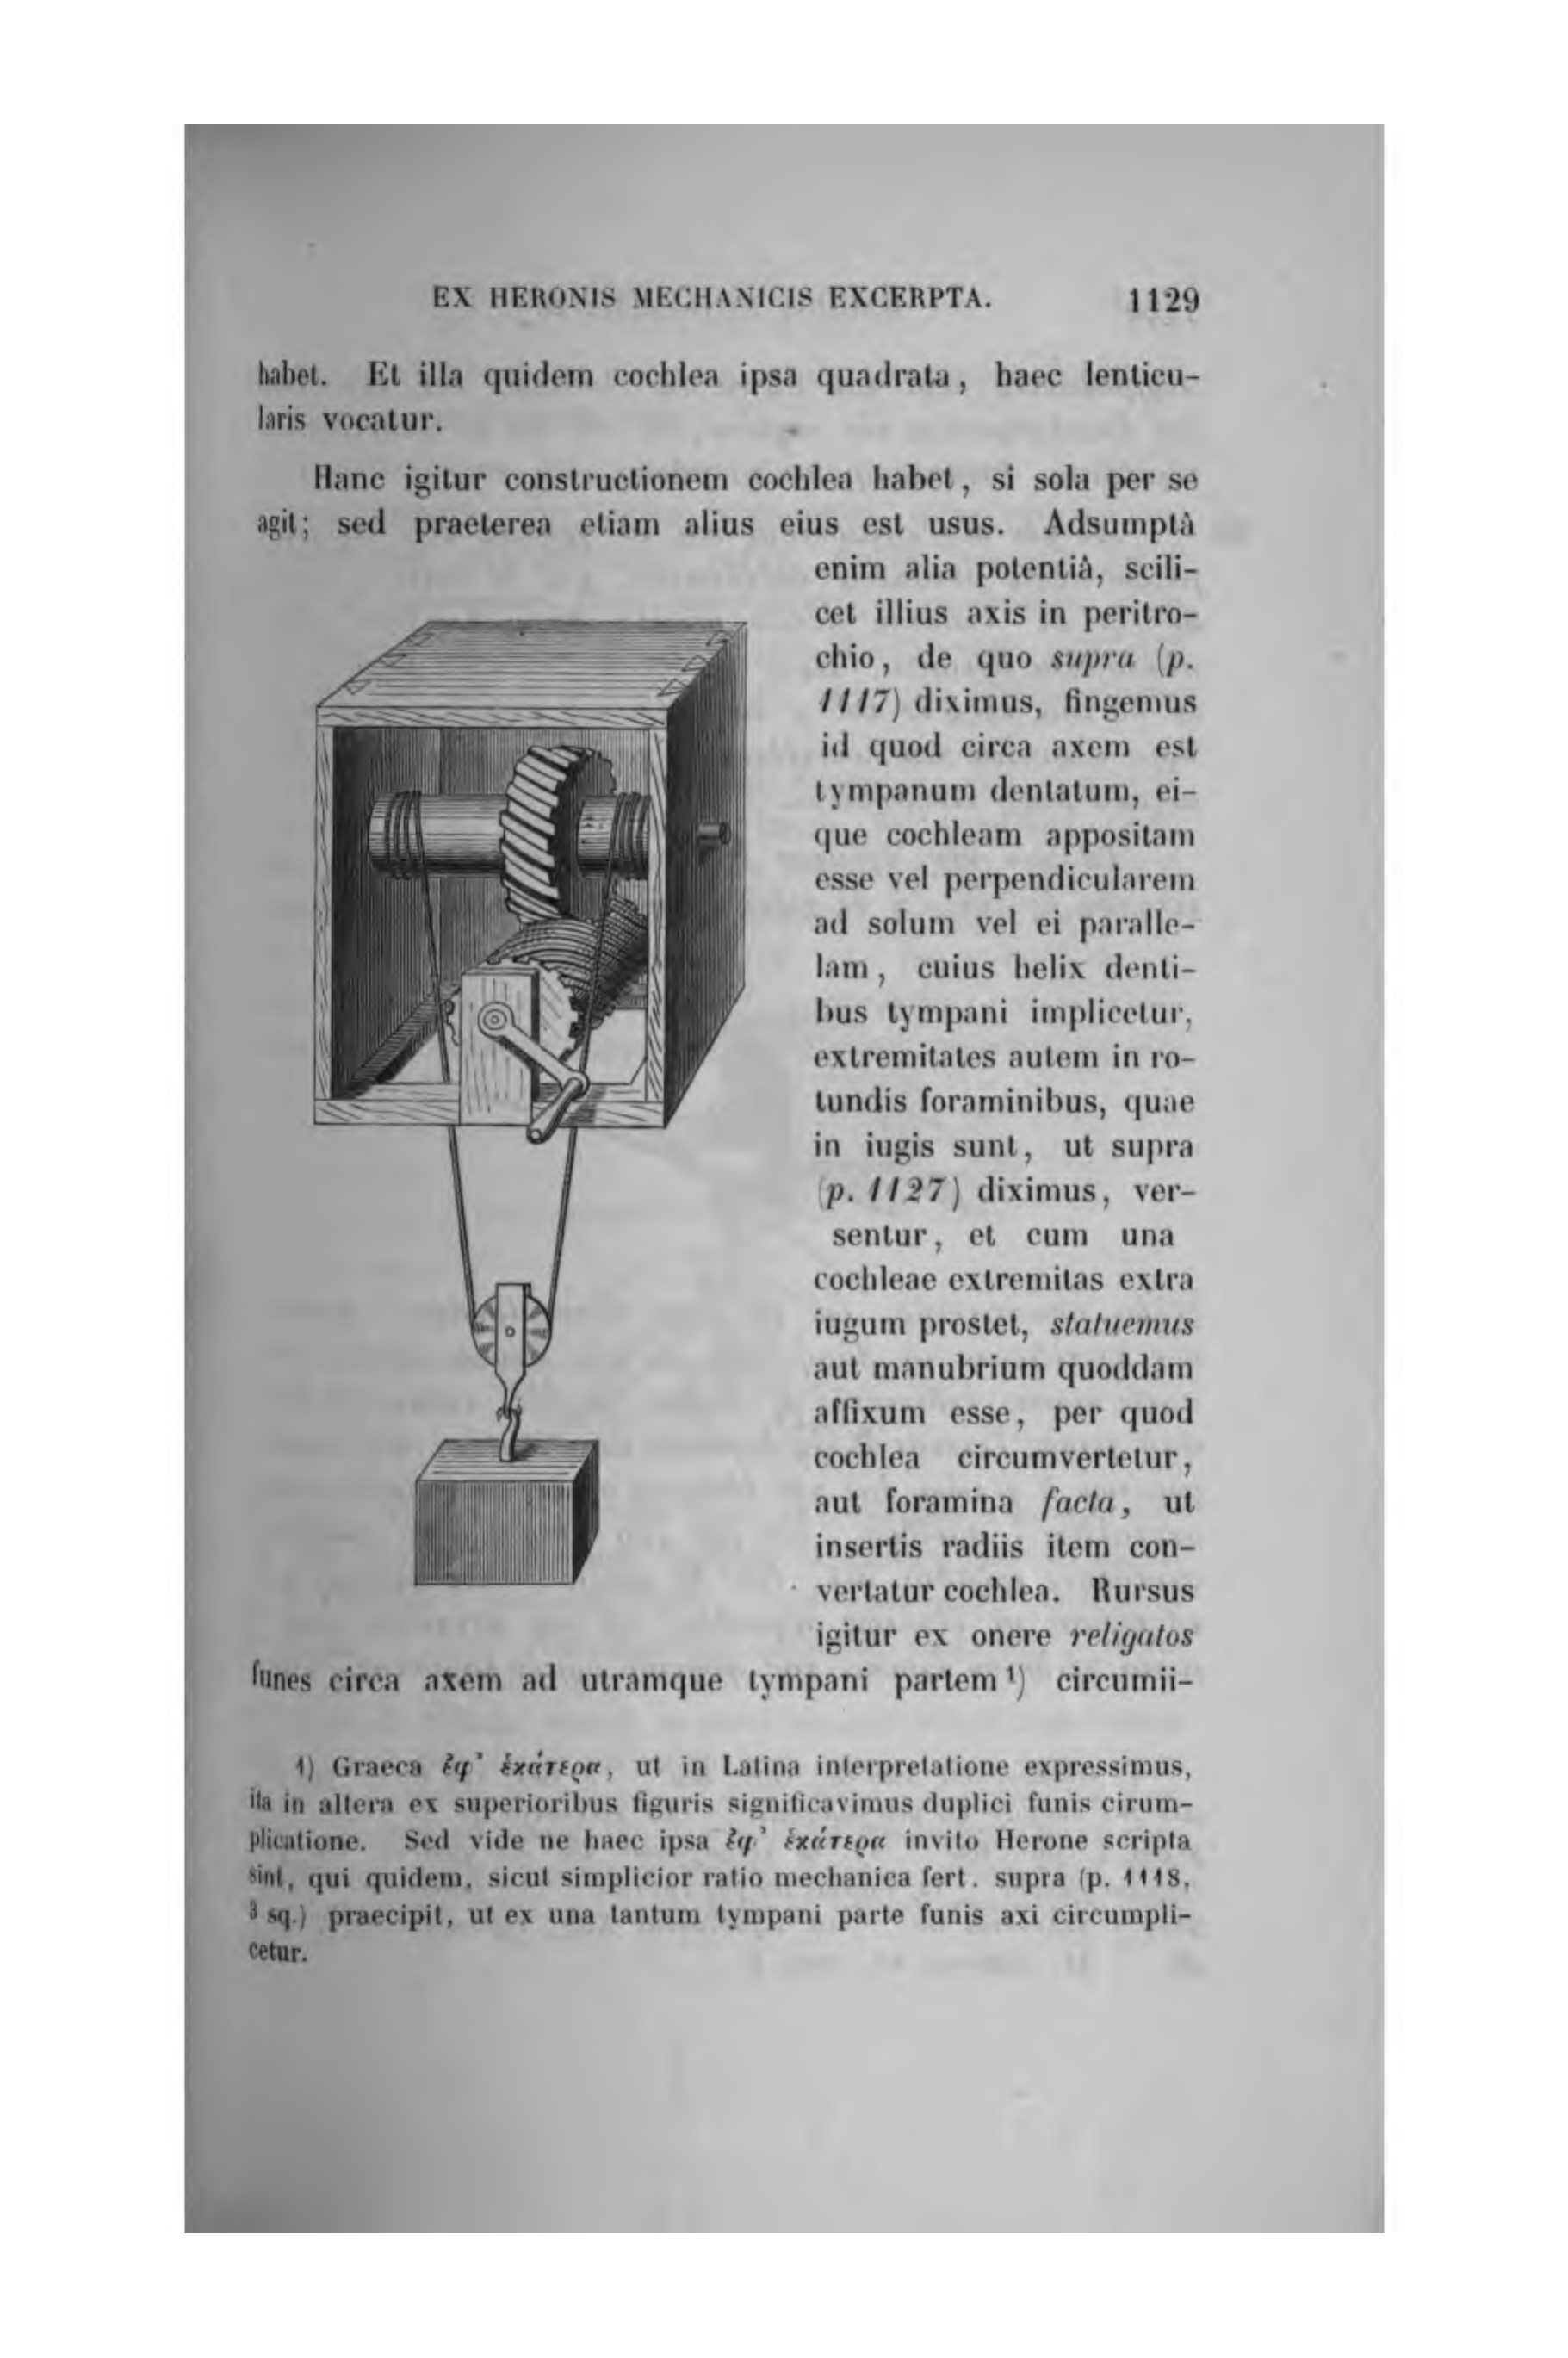 EX HERONIS MECHANICIS EXCERPTA. 1129
habet. Et illa quidem cochlea ipsa quadrata, haec lenticu-
laris vocatur.
Hanc igitur constructionem cochlea habet, si sola per se
agit; sed praeterea etiam alius eius est usus. Adsumptâ
enim alia potentiâ, scili-
cet illius axis in peritro-
chio, de quo supra (p.
1117) diximus, fingemus
id quod circa axem est
tympanum dentatum, ei-
que cochleam appositam
esse vel perpendicularem
ad solum vel ei paralle-
lam, cuius helix denti-
bus tympani implicetur,
extremitates autem in ro-
tundis foraminibus, quae
in iugis sunt, ut supra
(p. 1127) diximus, ver-
sentur, et cum una
cochleae extremitas extra
iugum prostet, statuemus
aut manubrium quoddam
affixum esse, per quod
cochlea circumvertetur,
aut foramina facta, ut
insertis radiis item con-
vertatur cochlea. Rursus
igitur ex onere religatos
funes circa axem ad utramque tympani partem 1) circumii-
1) Graeca ἐφ' ἑκάτερα, ut in Latina interpretatione expressimus,
ita in altera ex superioribus figuris significavimus duplici funis cirum-
plicatione. Sed vide ne haec ipsa ἐφ' ἑκάτερα invito Herone scripta
sint, qui quidem, sicut simplicior ratio mechanica fert, supra (p. 1118,
3 sq.) praecipit, ut ex una tantum tympani parte funis axi circumpli-
cetur.